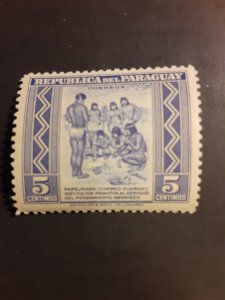 REPUBLICA DEL PARAGUAY
CORREOS
PAREJHARA (CORREO GUARANI)
INSTITUCION PRIMITIVA AL SERVICIO
DEL PENSAMIENTO ABORIGEN
5 5
CENTIMOS CENTIMOS